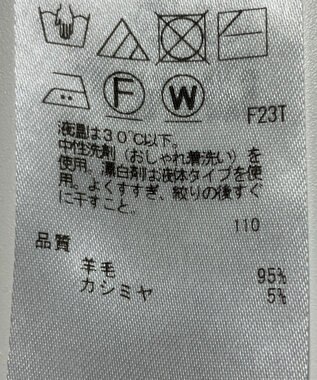 F W F23T
液温は30℃以下。
中性洗剤（おしゃれ着洗い）を
使用。漂白剤は液体タイプを使
用。よくすすぎ、絞りの後すぐ
に干すこと。
110
品質
羊毛 95%
カシミヤ 5%